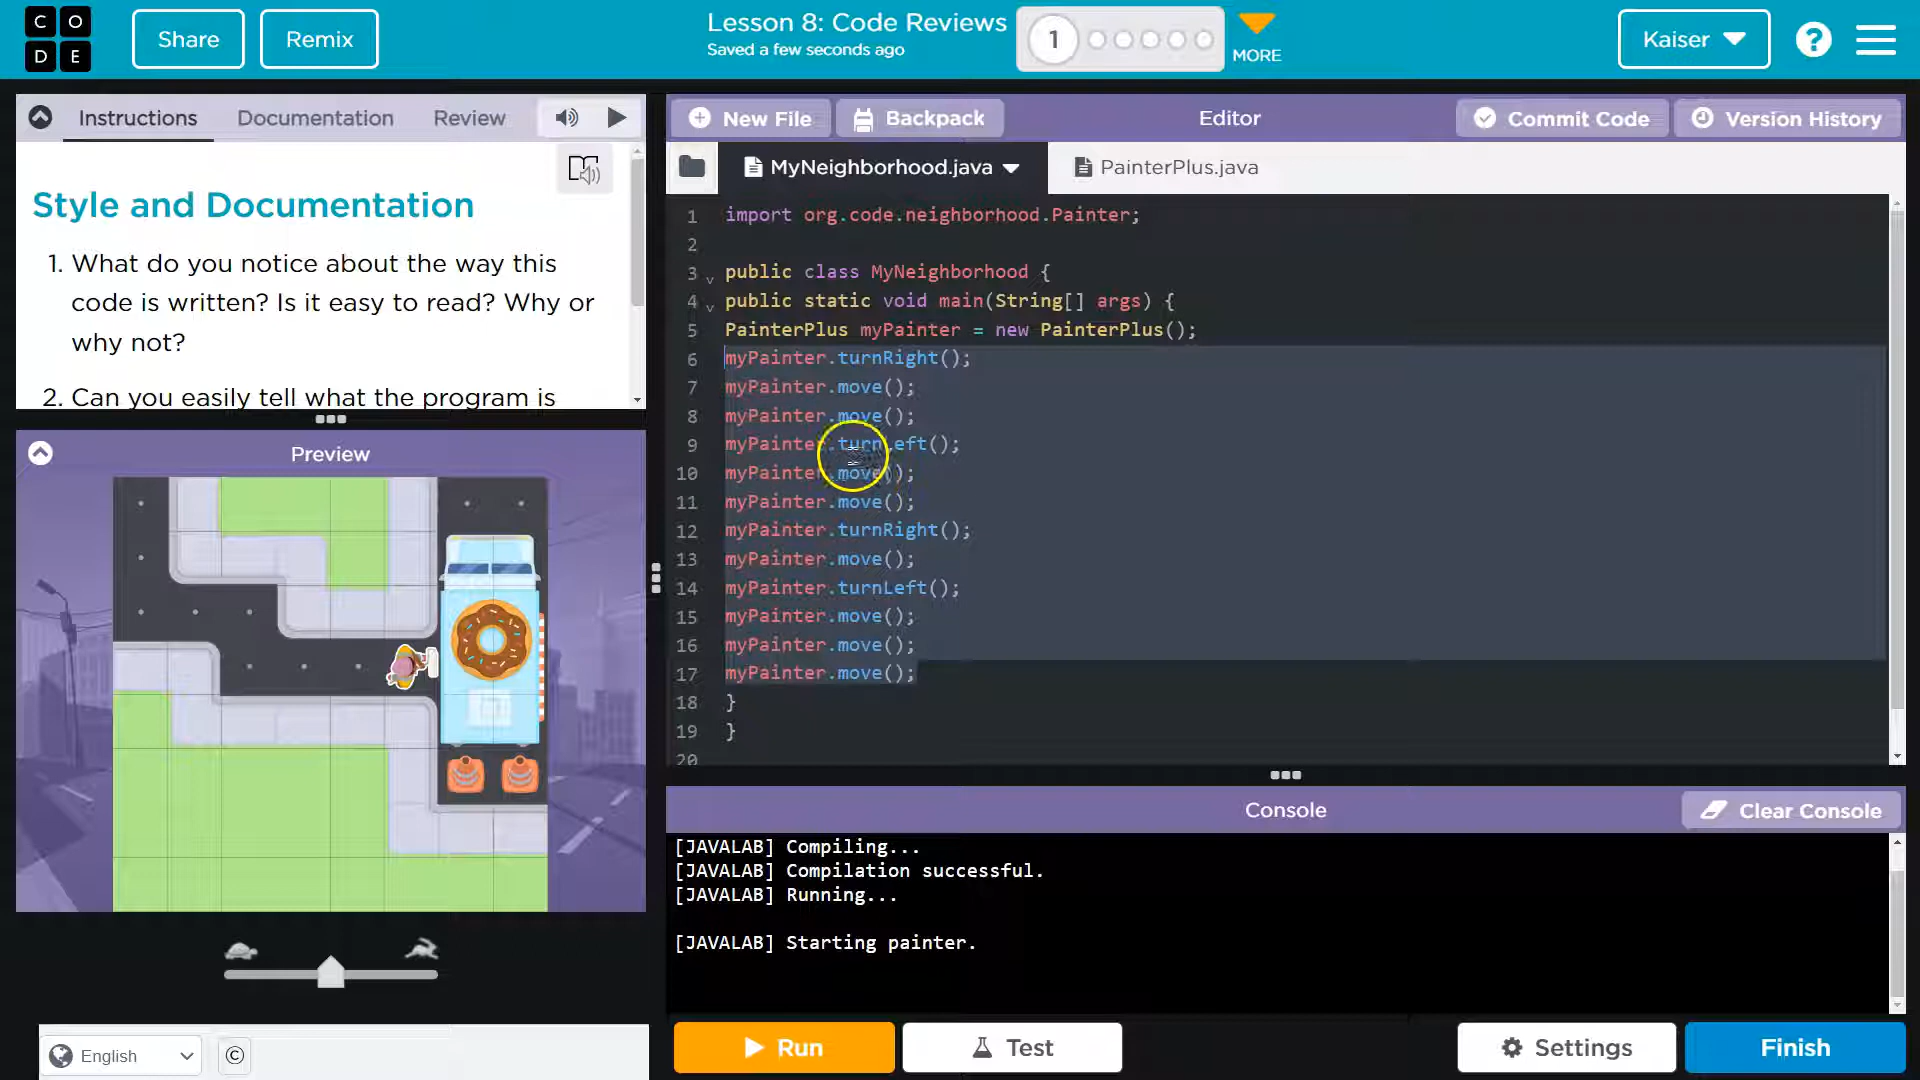 C O
D E
Share
Remix
Lesson 8: Code Reviews
Saved a few seconds ago
1
MORE
Kaiser
?
Instructions
Documentation
Review
New File
Backpack
Editor
Commit Code
Version History
MyNeighborhood.java
PainterPlus.java
Style and Documentation
1. What do you notice about the way this
code is written? Is it easy to read? Why or
why not?
2. Can you easily tell what the program is
Preview
1 import org.code.neighborhood.Painter;
2
3 public class MyNeighborhood {
4 public static void main(String[] args) {
5 PainterPlus myPainter = new PainterPlus();
6 myPainter.turnRight();
7 myPainter.move();
8 myPainter.move();
9 myPainter.turnLeft();
10 myPainter.move();
11 myPainter.move();
12 myPainter.turnRight();
13 myPainter.move();
14 myPainter.turnLeft();
15 myPainter.move();
16 myPainter.move();
17 myPainter.move();
18 }
19 }
20
Console
Clear Console
[JAVALAB] Compiling...
[JAVALAB] Compilation successful.
[JAVALAB] Running...
[JAVALAB] Starting painter.
English
©
Run
Test
Settings
Finish